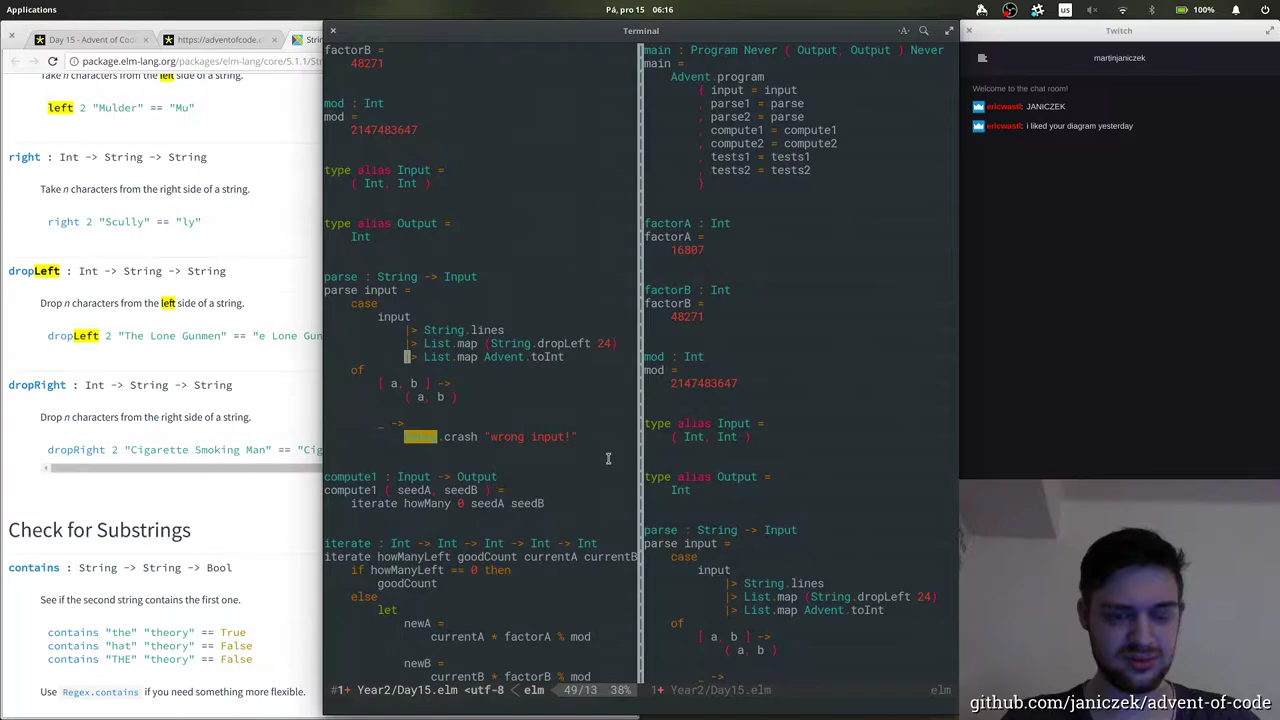 Applications
Pá, pro 15 06:16
us
100%
Day 15 - Advent of Cod
https://adventofcode.c
Strin
package.elm-lang.org/packages/elm-lang/core/5.1.1/Str
Take n characters from the left side of a string.
left 2 "Mulder" == "Mu"
right : Int -> String -> String
Take n characters from the right side of a string.
right 2 "Scully" == "ly"
dropLeft : Int -> String -> String
Drop n characters from the left side of a string.
dropLeft 2 "The Lone Gunmen" == "e Lone Gun
dropRight : Int -> String -> String
Drop n characters from the right side of a string.
dropRight 2 "Cigarette Smoking Man" == "Cig
Check for Substrings
contains : String -> String -> Bool
See if the second string contains the first one.
contains "the" "theory" == True
contains "hat" "theory" == False
contains "THE" "theory" == False
Use Regex.contains if you need something more flexible.
Terminal
factorB =
48271
mod : Int
mod =
2147483647
type alias Input =
( Int, Int )
type alias Output =
Int
parse : String -> Input
parse input =
case
input
|> String.lines
|> List.map (String.dropLeft 24)
|> List.map Advent.toInt
of
[ a, b ] ->
( a, b )
_ ->
.crash "wrong input!"
compute1 : Input -> Output
compute1 ( seedA, seedB ) =
iterate howMany 0 seedA seedB
iterate : Int -> Int -> Int -> Int -> Int
iterate howManyLeft goodCount currentA currentB
if howManyLeft == 0 then
goodCount
else
let
newA =
currentA * factorA % mod
newB =
currentB * factorB % mod
#1+ Year2/Day15.elm <utf-8 < elm 49/13 38%
main : Program Never ( Output, Output ) Never
main =
Advent.program
{ input = input
, parse1 = parse
, parse2 = parse
, compute1 = compute1
, compute2 = compute2
, tests1 = tests1
, tests2 = tests2
}
factorA : Int
factorA =
16807
factorB : Int
factorB =
48271
mod : Int
mod =
2147483647
type alias Input =
( Int, Int )
type alias Output =
Int
parse : String -> Input
parse input =
case
input
|> String.lines
|> List.map (String.dropLeft 24)
|> List.map Advent.toInt
of
[ a, b ] ->
( a, b )
_ ->
1+ Year2/Day15.elm elm
Twitch
martinjaniczek
Welcome to the chat room!
ericwastl: JANICZEK
ericwastl: i liked your diagram yesterday
github.com/janiczek/advent-of-code